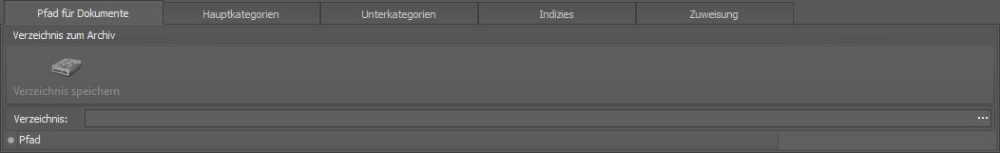 Pfad für Dokumente Hauptkategorien Unterkategorien Indizies Zuweisung
Verzeichnis zum Archiv
Verzeichnis speichern
Verzeichnis: ...
Pfad